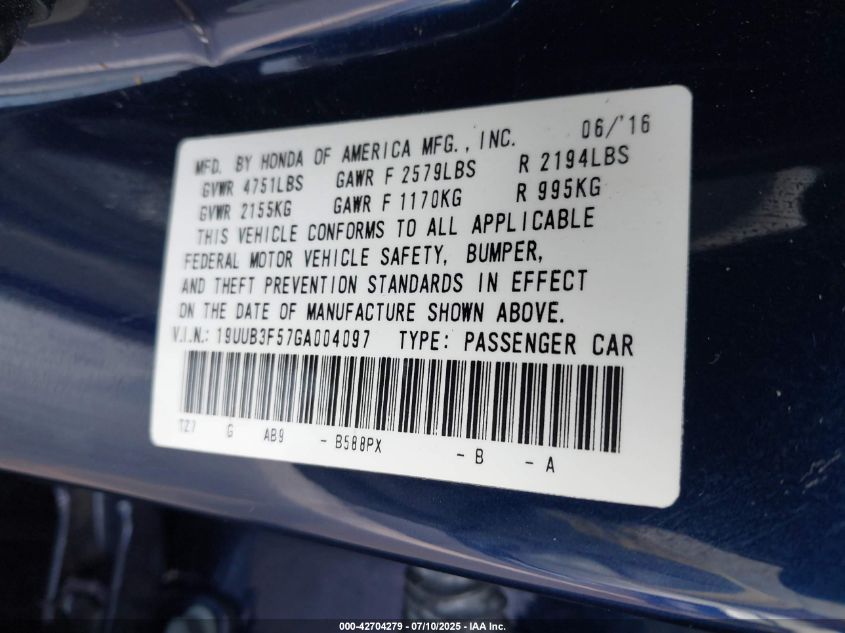 MFD. BY HONDA OF AMERICA MFG., INC. 06/'16
GVWR 4751LBS GAWR F 2579LBS R 2194LBS
GVWR 2155KG GAWR F 1170KG R 995KG
THIS VEHICLE CONFORMS TO ALL APPLICABLE
FEDERAL MOTOR VEHICLE SAFETY, BUMPER,
AND THEFT PREVENTION STANDARDS IN EFFECT
ON THE DATE OF MANUFACTURE SHOWN ABOVE.
V.I.N.: 19UUB3F57GA004097 TYPE: PASSENGER CAR
TZ7 G AB9 - B588PX - B - A
000-42704279 - 07/10/2025 - IAA Inc.